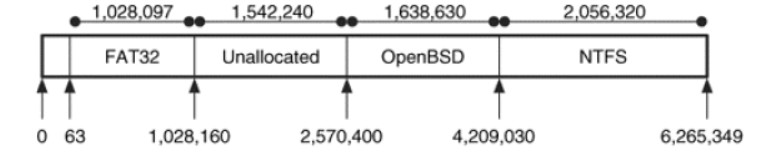 1,028,097 1,542,240 1,638,630 2,056,320
FAT32 Unallocated OpenBSD NTFS
0 63 1,028,160 2,570,400 4,209,030 6,265,349